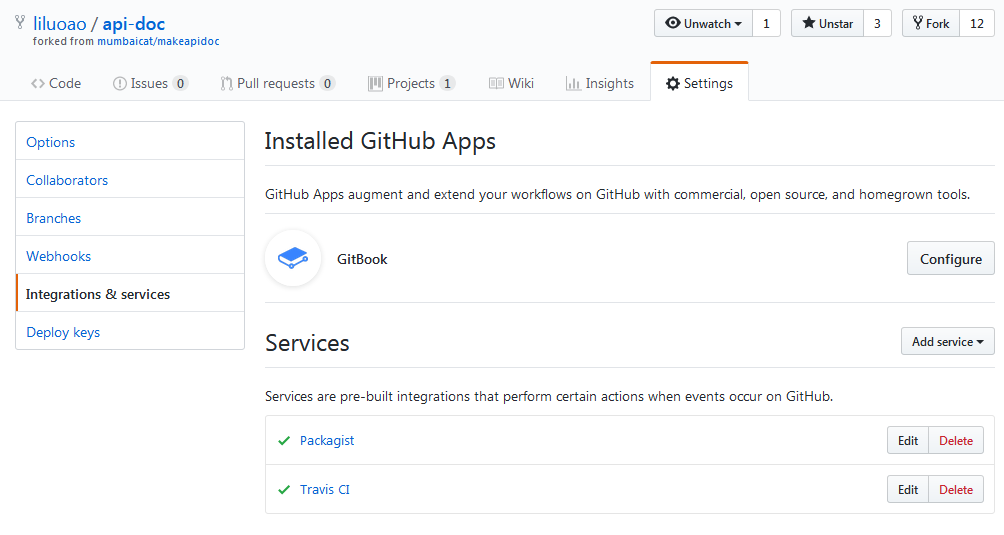 liluoao / api-doc
forked from mumbaicat/makeapidoc
Unwatch 1 Unstar 3 Fork 12
Code Issues 0 Pull requests 0 Projects 1 Wiki Insights Settings
Options
Collaborators
Branches
Webhooks
Integrations & services
Deploy keys
Installed GitHub Apps
GitHub Apps augment and extend your workflows on GitHub with commercial, open source, and homegrown tools.
GitBook Configure
Services Add service
Services are pre-built integrations that perform certain actions when events occur on GitHub.
Packagist Edit Delete
Travis CI Edit Delete